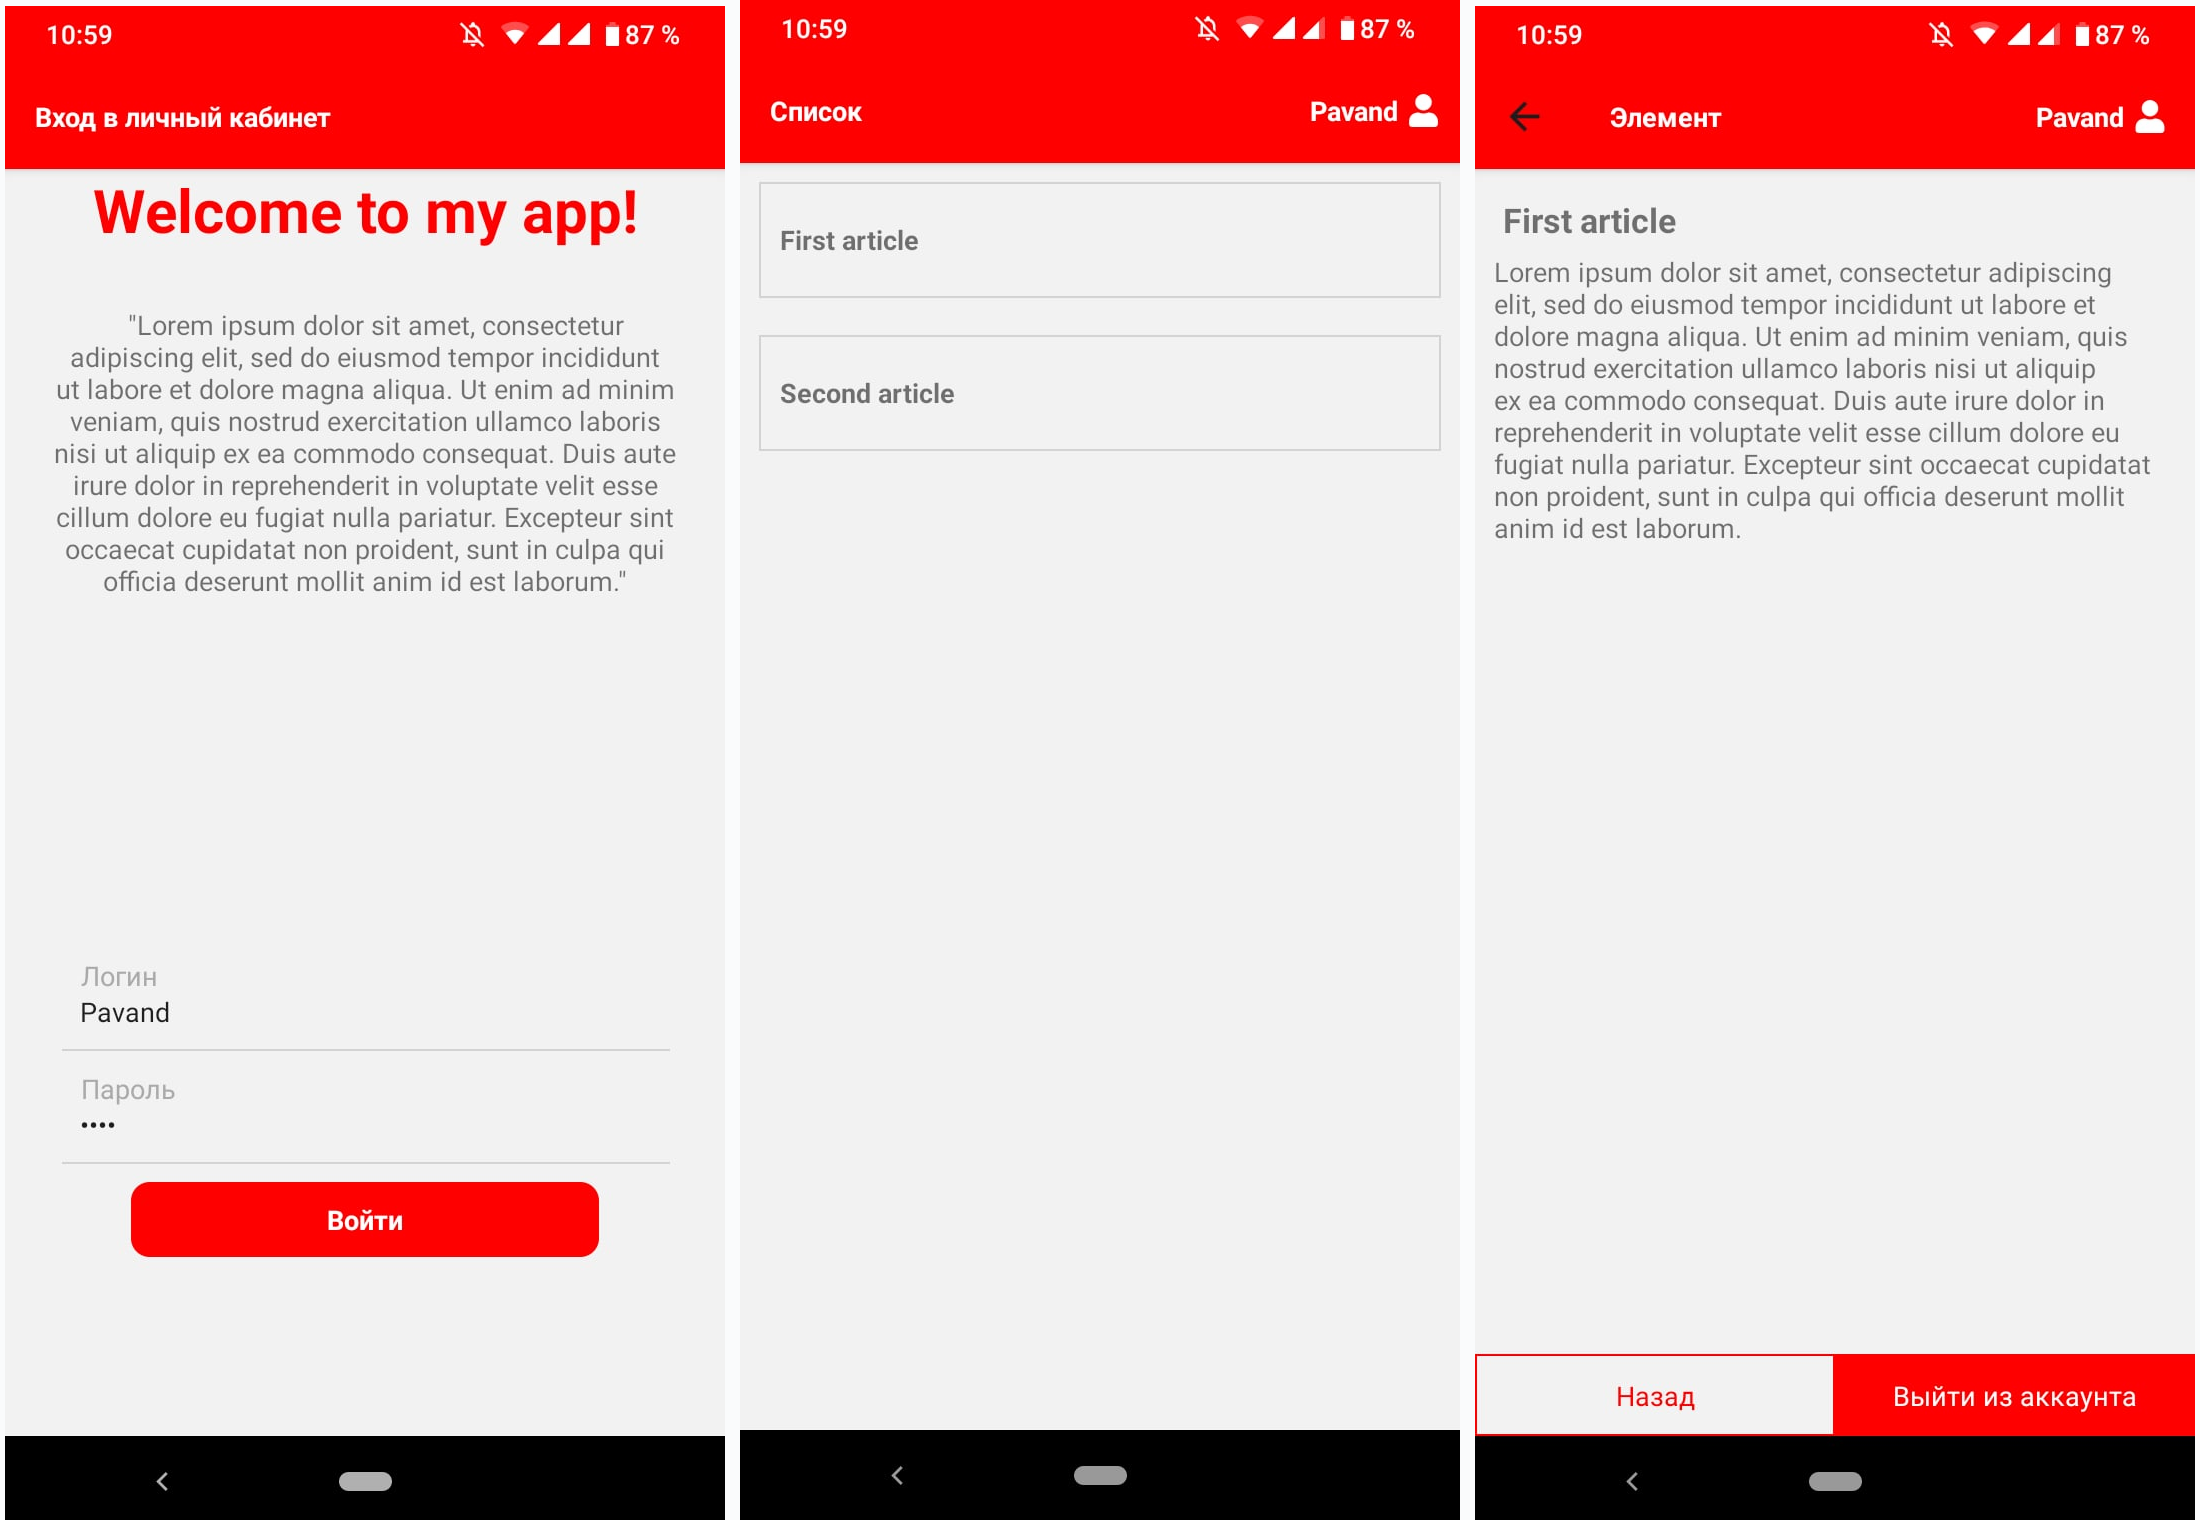 10:59
87 %
Вход в личный кабинет
Welcome to my app!
"Lorem ipsum dolor sit amet, consectetur
adipiscing elit, sed do eiusmod tempor incididunt
ut labore et dolore magna aliqua. Ut enim ad minim
veniam, quis nostrud exercitation ullamco laboris
nisi ut aliquip ex ea commodo consequat. Duis aute
irure dolor in reprehenderit in voluptate velit esse
cillum dolore eu fugiat nulla pariatur. Excepteur sint
occaecat cupidatat non proident, sunt in culpa qui
officia deserunt mollit anim id est laborum."
Логин
Pavand
Пароль
••••
Войти
10:59
87 %
Список
Pavand
First article
Second article
10:59
87 %
Элемент
Pavand
First article
Lorem ipsum dolor sit amet, consectetur adipiscing
elit, sed do eiusmod tempor incididunt ut labore et
dolore magna aliqua. Ut enim ad minim veniam, quis
nostrud exercitation ullamco laboris nisi ut aliquip
ex ea commodo consequat. Duis aute irure dolor in
reprehenderit in voluptate velit esse cillum dolore eu
fugiat nulla pariatur. Excepteur sint occaecat cupidatat
non proident, sunt in culpa qui officia deserunt mollit
anim id est laborum.
Назад
Выйти из аккаунта